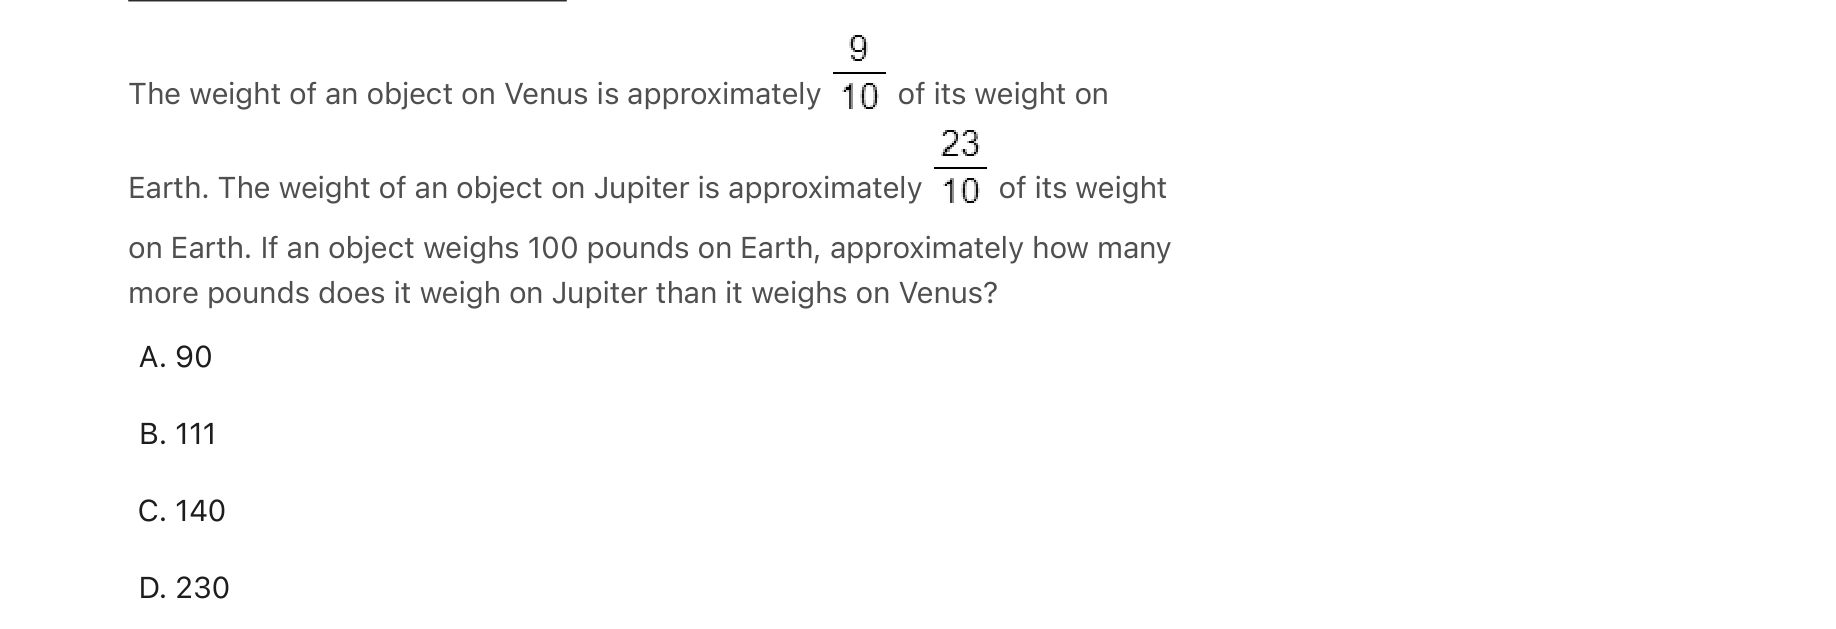 The weight of an object on Venus is approximately 9/10 of its weight on
Earth. The weight of an object on Jupiter is approximately 23/10 of its weight
on Earth. If an object weighs 100 pounds on Earth, approximately how many
more pounds does it weigh on Jupiter than it weighs on Venus?
A. 90
B. 111
C. 140
D. 230